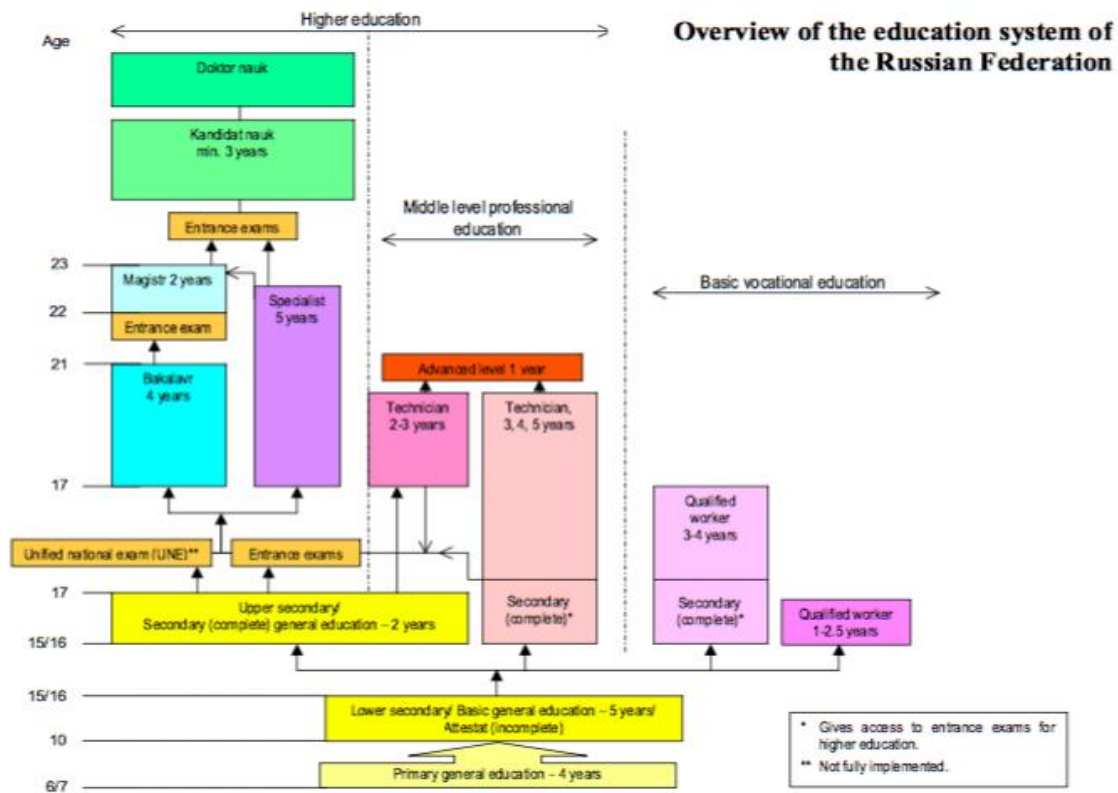 Overview of the education system of
the Russian Federation
Higher education
Age
Doktor nauk
Kandidat nauk
min. 3 years
Entrance exams
Middle level professional
education
Basic vocational education
23
Magistr 2 years
Specialist
5 years
22
Entrance exam
21
Bakalavr
4 years
Advanced level 1 year
Technician
2-3 years
Technician,
3, 4, 5 years
17
Qualified
worker
3-4 years
Unified national exam (UNE)**
Entrance exams
17
Upper secondary/
Secondary (complete) general education – 2 years
Secondary
(complete)*
Secondary
(complete)*
Qualified worker
1-2.5 years
15/16
15/16
Lower secondary/ Basic general education – 5 years/
Attestat (incomplete)
10
Primary general education – 4 years
6/7
* Gives access to entrance exams for
higher education.
** Not fully implemented.